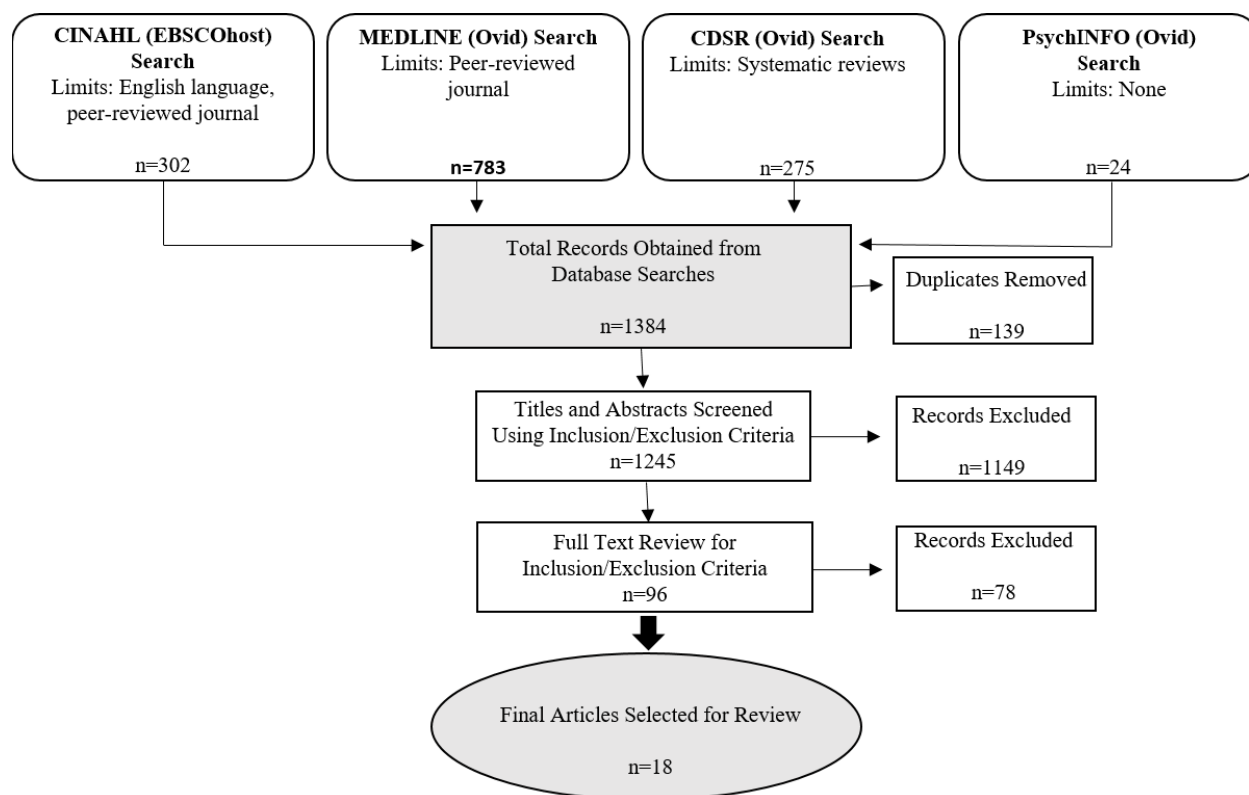 CINAHL (EBSCOhost)
Search
Limits: English language,
peer-reviewed journal
n=302
MEDLINE (Ovid) Search
Limits: Peer-reviewed
journal
n=783
CDSR (Ovid) Search
Limits: Systematic reviews
n=275
PsychINFO (Ovid)
Search
Limits: None
n=24
Total Records Obtained from
Database Searches
n=1384
Duplicates Removed
n=139
Titles and Abstracts Screened
Using Inclusion/Exclusion Criteria
n=1245
Records Excluded
n=1149
Full Text Review for
Inclusion/Exclusion Criteria
n=96
Records Excluded
n=78
Final Articles Selected for Review
n=18